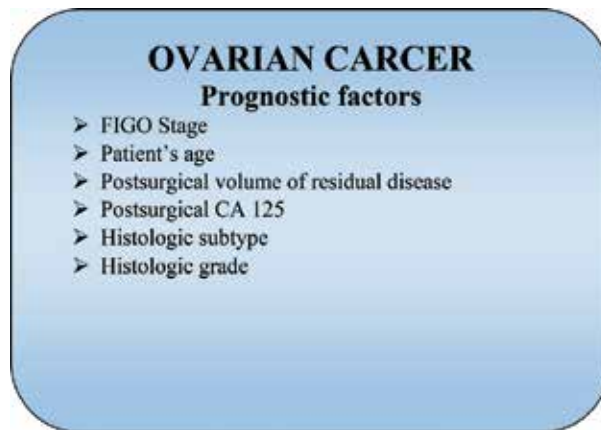 OVARIAN CARCER
Prognostic factors
➤ FIGO Stage
➤ Patient's age
➤ Postsurgical volume of residual disease
➤ Postsurgical CA 125
➤ Histologic subtype
➤ Histologic grade